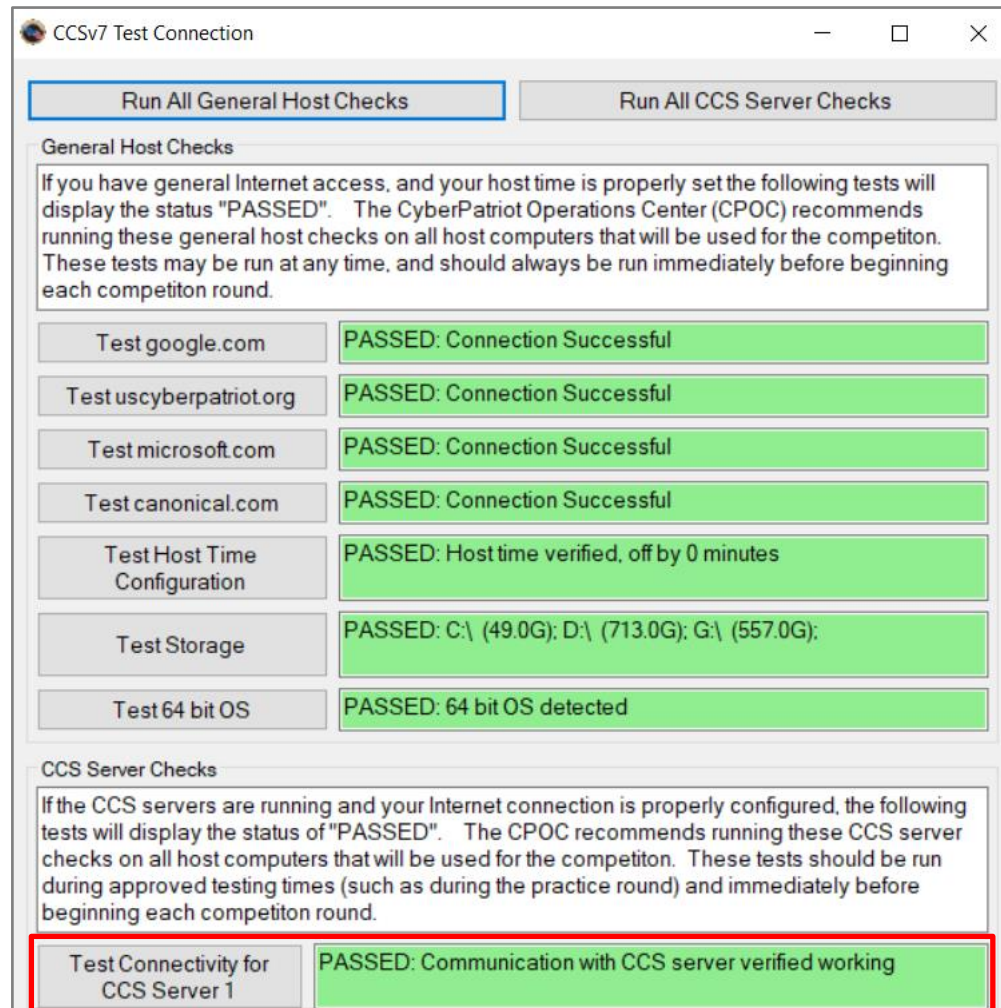 CCSv7 Test Connection
Run All General Host Checks
Run All CCS Server Checks
General Host Checks
If you have general Internet access, and your host time is properly set the following tests will
display the status "PASSED". The CyberPatriot Operations Center (CPOC) recommends
running these general host checks on all host computers that will be used for the competiton.
These tests may be run at any time, and should always be run immediately before beginning
each competiton round.
Test google.com
PASSED: Connection Successful
Test uscyberpatriot.org
PASSED: Connection Successful
Test microsoft.com
PASSED: Connection Successful
Test canonical.com
PASSED: Connection Successful
Test Host Time
Configuration
PASSED: Host time verified, off by 0 minutes
Test Storage
PASSED: C:\ (49.0G); D:\ (713.0G); G:\ (557.0G);
Test 64 bit OS
PASSED: 64 bit OS detected
CCS Server Checks
If the CCS servers are running and your Internet connection is properly configured, the following
tests will display the status of "PASSED". The CPOC recommends running these CCS server
checks on all host computers that will be used for the competiton. These tests should be run
during approved testing times (such as during the practice round) and immediately before
beginning each competiton round.
Test Connectivity for
CCS Server 1
PASSED: Communication with CCS server verified working